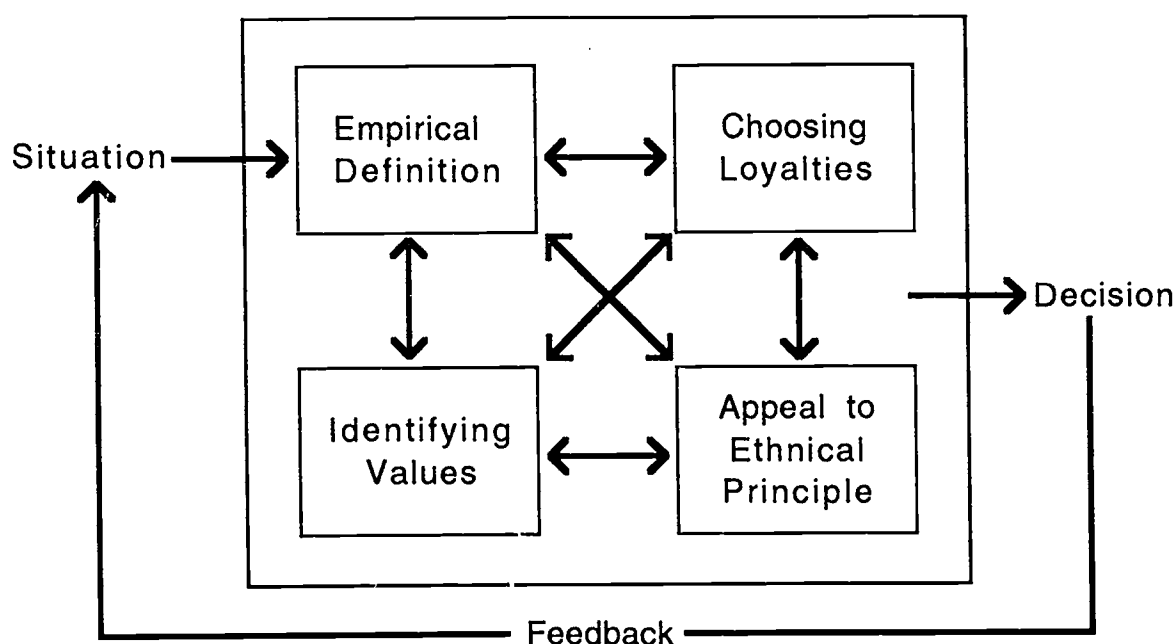 Empirical
Definition
Choosing
Loyalties
Situation
Decision
Identifying
Values
Appeal to
Ethnical
Principle
Feedback